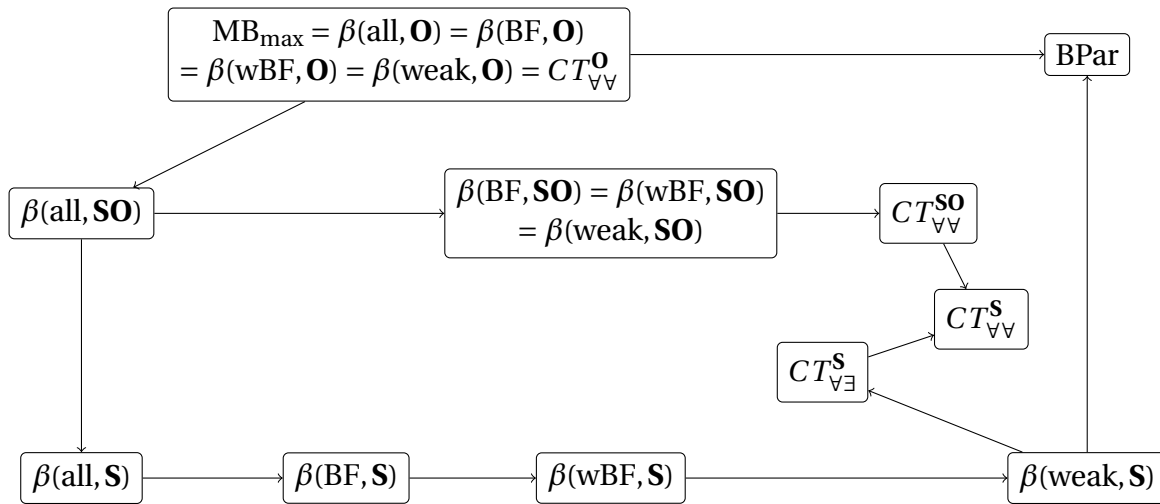 MB_max = β(all, O) = β(BF, O)
= β(wBF, O) = β(weak, O) = CT^O_∀∀
BPar
β(all, SO)
β(BF, SO) = β(wBF, SO)
= β(weak, SO)
CT^SO_∀∀
CT^S_∀∀
CT^S_∀∃
β(all, S)
β(BF, S)
β(wBF, S)
β(weak, S)